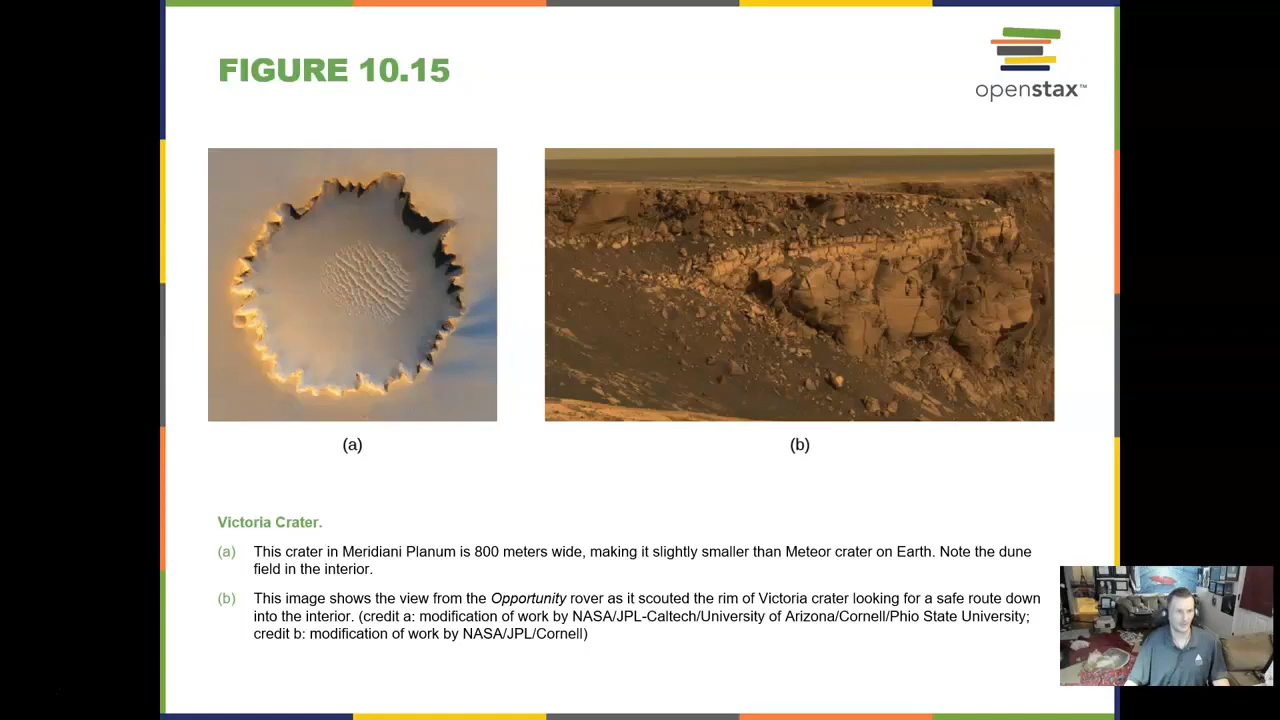 FIGURE 10.15
openstax™
(a)
(b)
Victoria Crater.
(a) This crater in Meridiani Planum is 800 meters wide, making it slightly smaller than Meteor crater on Earth. Note the dune
field in the interior.
(b) This image shows the view from the Opportunity rover as it scouted the rim of Victoria crater looking for a safe route down
into the interior. (credit a: modification of work by NASA/JPL-Caltech/University of Arizona/Cornell/Phio State University;
credit b: modification of work by NASA/JPL/Cornell)